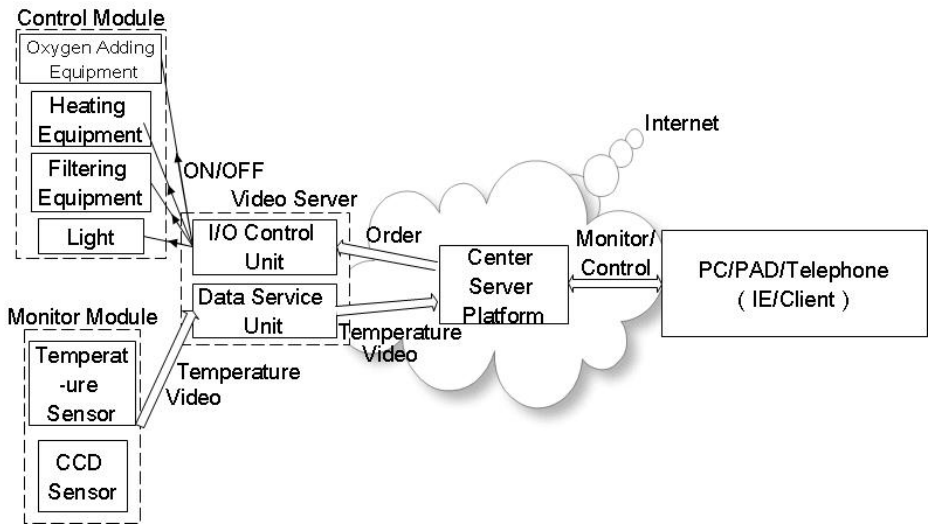 Control Module
Oxygen Adding
Equipment
Heating
Equipment
Filtering
Equipment
Light
ON/OFF
Video Server
I/O Control
Unit
Data Service
Unit
Monitor Module
Temperat
-ure
Sensor
CCD
Sensor
Temperature
Video
Order
Temperature
Video
Center
Server
Platform
Internet
Monitor/
Control
PC/PAD/Telephone
( IE/Client )